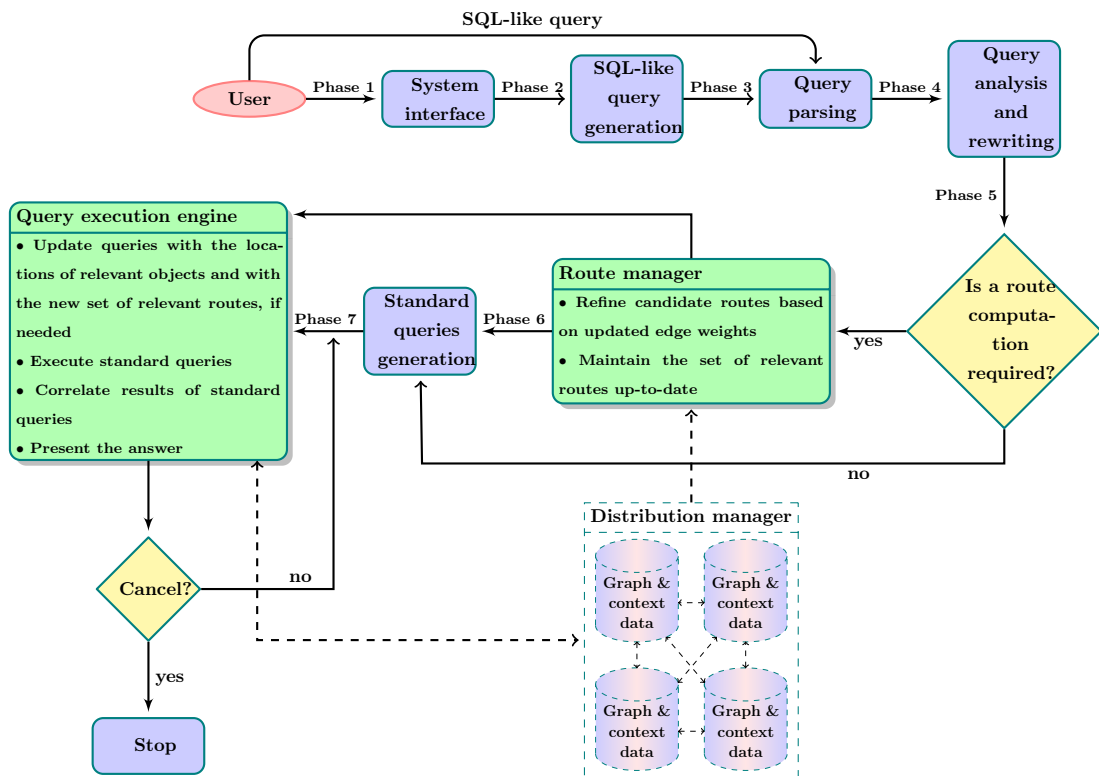 SQL-like query
User
Phase 1
System
interface
Phase 2
SQL-like
query
generation
Phase 3
Query
parsing
Phase 4
Query
analysis
and
rewriting
Phase 5
Is a route
computa-
tion
required?
yes
no
Route manager
• Refine candidate routes based
on updated edge weights
• Maintain the set of relevant
routes up-to-date
Phase 6
Standard
queries
generation
Phase 7
Query execution engine
• Update queries with the loca-
tions of relevant objects and with
the new set of relevant routes, if
needed
• Execute standard queries
• Correlate results of standard
queries
• Present the answer
Cancel?
no
yes
Stop
Distribution manager
Graph &
context
data
Graph &
context
data
Graph &
context
data
Graph &
context
data